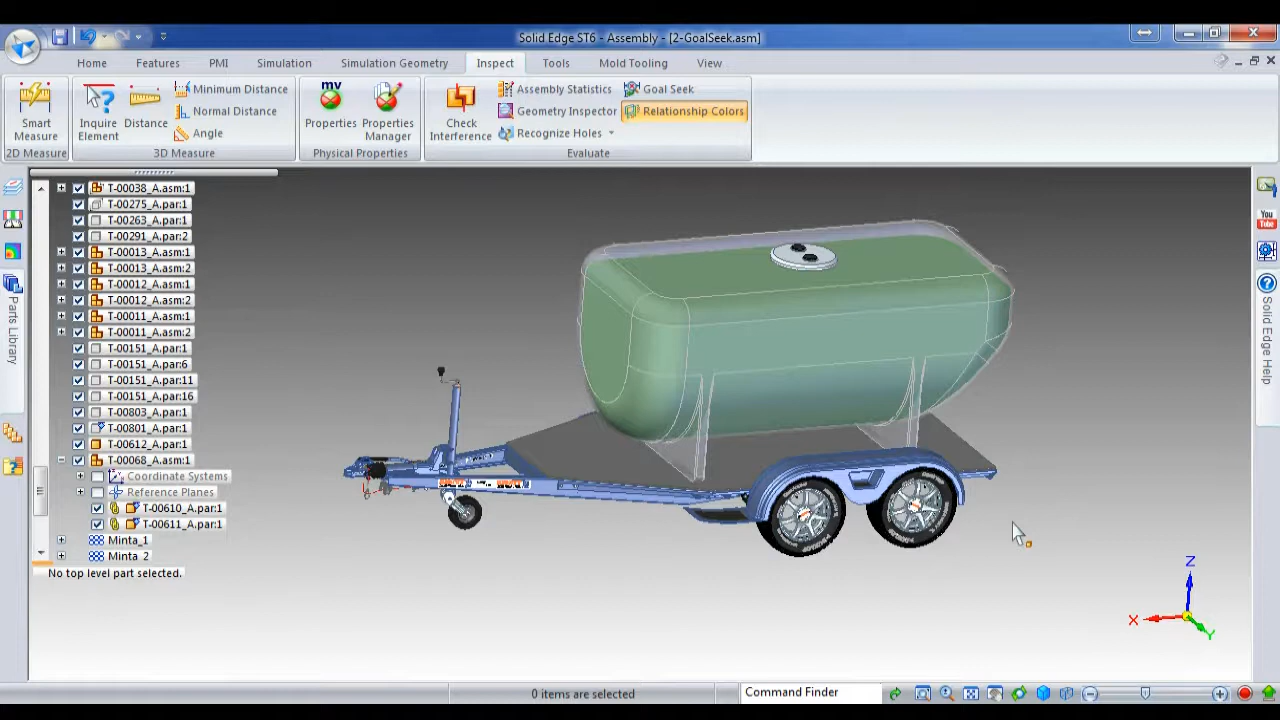 Solid Edge ST6 - Assembly - [2-GoalSeek.asm]
Home Features PMI Simulation Simulation Geometry Inspect Tools Mold Tooling View
Smart Measure
2D Measure
Inquire Element
Distance
Minimum Distance
Normal Distance
Angle
3D Measure
mv
Properties
Properties Manager
Physical Properties
Check Interference
Assembly Statistics
Geometry Inspector
Recognize Holes
Goal Seek
Relationship Colors
Evaluate
Parts Library
T-00038_A.asm:1
T-00275_A.par:1
T-00263_A.par:1
T-00291_A.par:2
T-00013_A.asm:1
T-00013_A.asm:2
T-00012_A.asm:1
T-00012_A.asm:2
T-00011_A.asm:1
T-00011_A.asm:2
T-00151_A.par:1
T-00151_A.par:6
T-00151_A.par:11
T-00151_A.par:16
T-00803_A.par:1
T-00801_A.par:1
T-00612_A.par:1
T-00068_A.asm:1
Coordinate Systems
Reference Planes
T-00610_A.par:1
T-00611_A.par:1
Minta_1
Minta_2
No top level part selected.
You
Tube
Solid Edge Help
Z
X
Y
0 items are selected
Command Finder